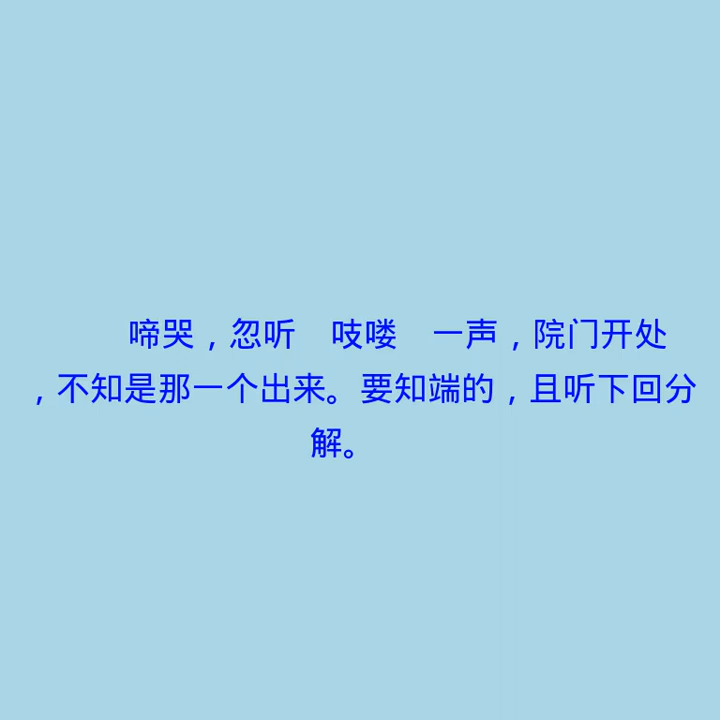 啼哭，忽听　吱喽　一声，院门开处
，不知是那一个出来。要知端的，且听下回分
解。